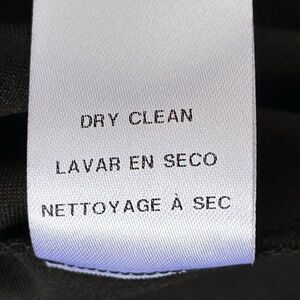 DRY CLEAN
LAVAR EN SECO
NETTOYAGE À SEC